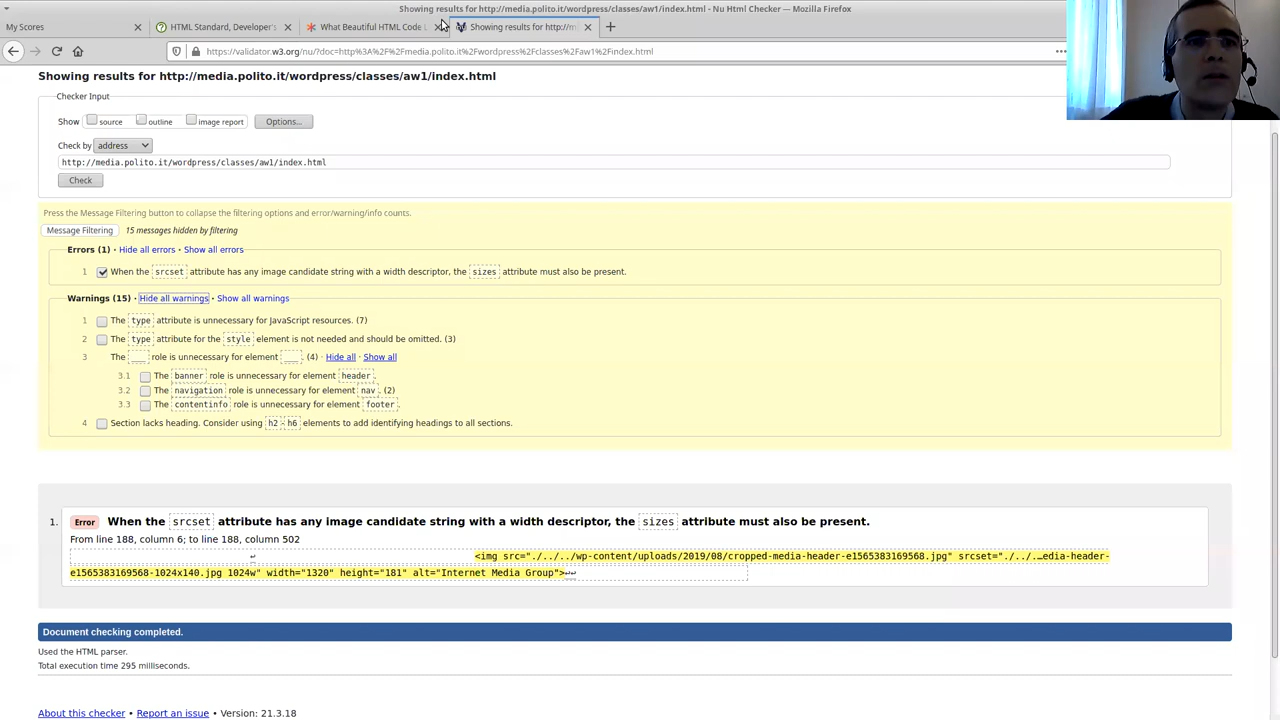 Showing results for http://media.polito.it/wordpress/classes/aw1/index.html - Nu Html Checker — Mozilla Firefox
My Scores
HTML Standard, Developer's
What Beautiful HTML Code L
Showing results for http://m
https://validator.w3.org/nu/?doc=http%3A%2F%2Fmedia.polito.it%2Fwordpress%2Fclasses%2Faw1%2Findex.html
Showing results for http://media.polito.it/wordpress/classes/aw1/index.html
Checker Input
Show source outline image report Options...
Check by address
http://media.polito.it/wordpress/classes/aw1/index.html
Check
Press the Message Filtering button to collapse the filtering options and error/warning/info counts.
Message Filtering 15 messages hidden by filtering
Errors (1) · Hide all errors · Show all errors
1 When the srcset attribute has any image candidate string with a width descriptor, the sizes attribute must also be present.
Warnings (15) · Hide all warnings · Show all warnings
1 The type attribute is unnecessary for JavaScript resources. (7)
2 The type attribute for the style element is not needed and should be omitted. (3)
3 The ___ role is unnecessary for element ___. (4) · Hide all · Show all
3.1 The banner role is unnecessary for element header.
3.2 The navigation role is unnecessary for element nav. (2)
3.3 The contentinfo role is unnecessary for element footer.
4 Section lacks heading. Consider using h2-h6 elements to add identifying headings to all sections.
1. Error When the srcset attribute has any image candidate string with a width descriptor, the sizes attribute must also be present.
From line 188, column 6; to line 188, column 502
↩ <img src="./../../wp-content/uploads/2019/08/cropped-media-header-e1565383169568.jpg" srcset="./../.…edia-header-
e1565383169568-1024x140.jpg 1024w" width="1320" height="181" alt="Internet Media Group">↩↩
Document checking completed.
Used the HTML parser.
Total execution time 295 milliseconds.
About this checker • Report an issue • Version: 21.3.18